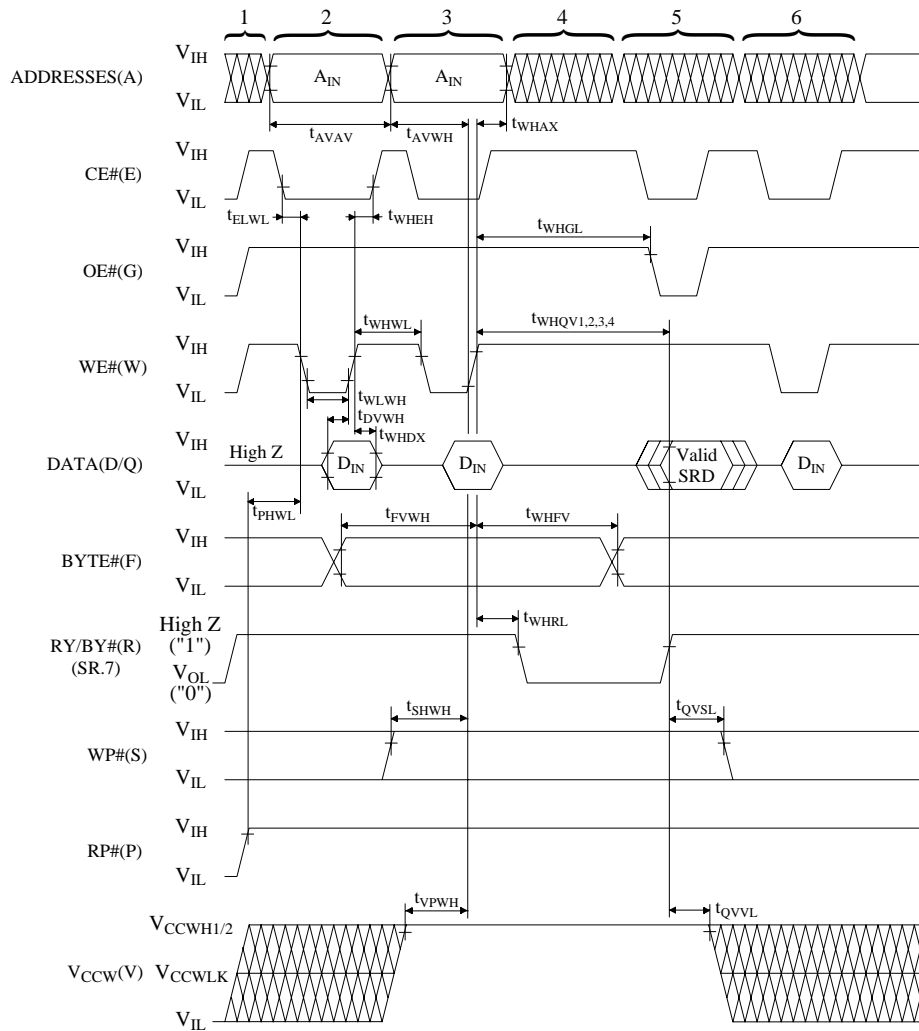 1 2 3 4 5 6
V_IH
ADDRESSES(A) A_IN A_IN
V_IL
t_AVAV t_AVWH t_WHAX
V_IH
CE#(E)
V_IL
t_ELWL t_WHEH
t_WHGL
V_IH
OE#(G)
V_IL
t_WHWL t_WHQV1,2,3,4
V_IH
WE#(W)
V_IL
t_WLWH
t_DVWH
t_WHDX
V_IH
DATA(D/Q) High Z D_IN D_IN Valid SRD D_IN
V_IL
t_PHWL t_FVWH t_WHFV
V_IH
BYTE#(F)
V_IL
t_WHRL
High Z
("1")
RY/BY#(R)
(SR.7)
V_OL
("0")
t_SHWH t_QVSL
V_IH
WP#(S)
V_IL
V_IH
RP#(P)
V_IL
t_VPWH t_QVVL
V_CCWH1/2
V_CCW(V) V_CCWLK
V_IL